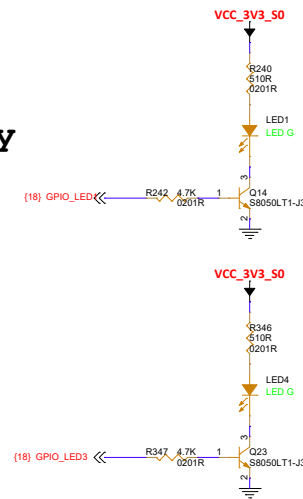 VCC_3V3_S0
R240
510R
0201R
LED1
LED G
y
3
{18} GPIO_LED1
R242 4.7K
0201R
1
Q14
S8050LT1-J3
2
VCC_3V3_S0
R346
510R
0201R
LED4
LED G
3
{18} GPIO_LED3
R347 4.7K
0201R
1
Q23
S8050LT1-J3
2